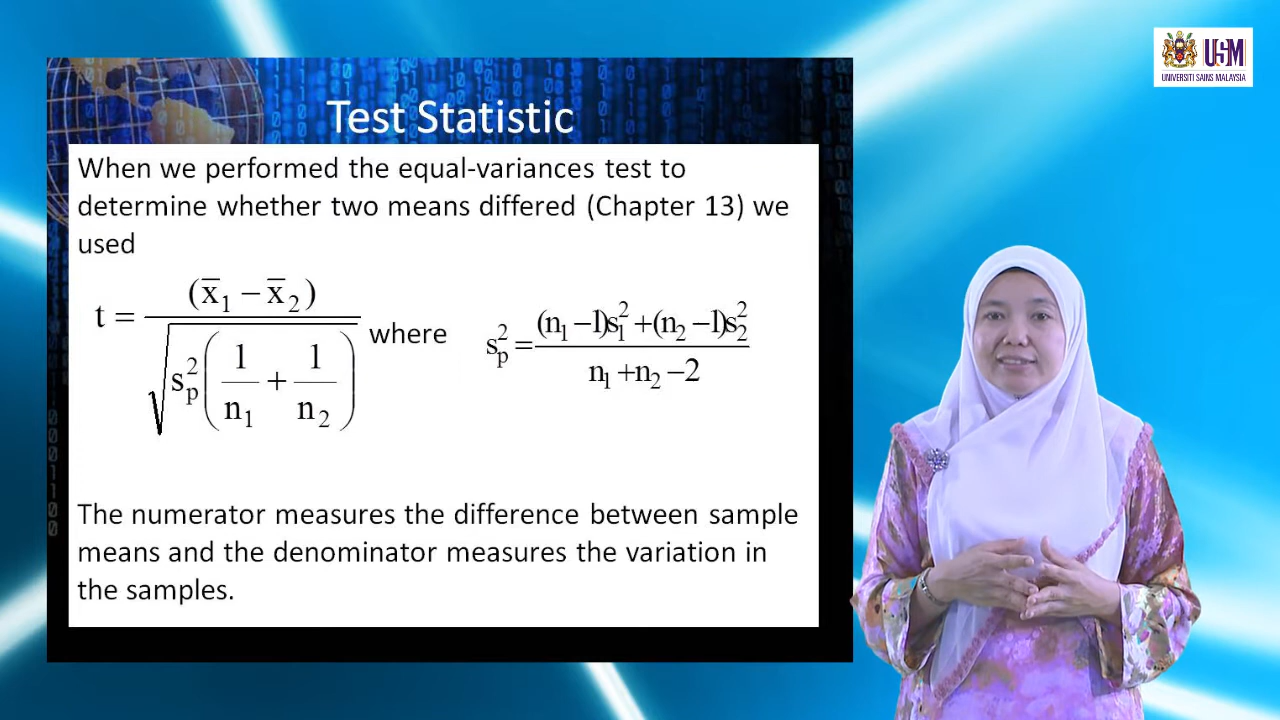 USM
UNIVERSITI SAINS MALAYSIA
Test Statistic
When we performed the equal-variances test to
determine whether two means differed (Chapter 13) we
used
t = (x̅₁ − x̅₂) / √(s²ₚ(1/n₁ + 1/n₂)) where s²ₚ = ((n₁ −1)s₁² +(n₂ −1)s₂²) / (n₁ +n₂ −2)
The numerator measures the difference between sample
means and the denominator measures the variation in
the samples.